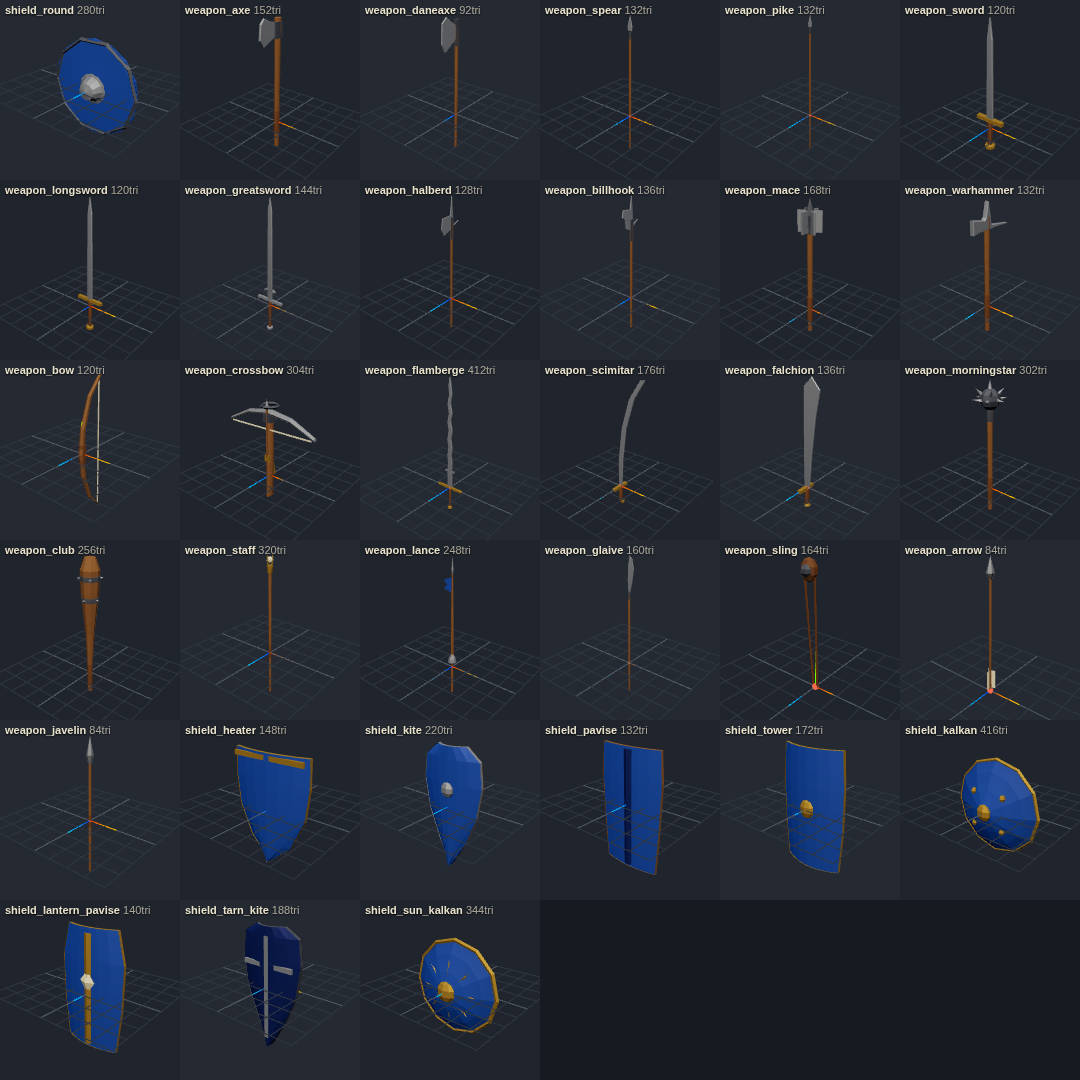 shield_round 280tri
weapon_axe 152tri
weapon_daneaxe 92tri
weapon_spear 132tri
weapon_pike 132tri
weapon_sword 120tri
weapon_longsword 120tri
weapon_greatsword 144tri
weapon_halberd 128tri
weapon_billhook 136tri
weapon_mace 168tri
weapon_warhammer 132tri
weapon_bow 120tri
weapon_crossbow 304tri
weapon_flamberge 412tri
weapon_scimitar 176tri
weapon_falchion 136tri
weapon_morningstar 302tri
weapon_club 256tri
weapon_staff 320tri
weapon_lance 248tri
weapon_glaive 160tri
weapon_sling 164tri
weapon_arrow 84tri
weapon_javelin 84tri
shield_heater 148tri
shield_kite 220tri
shield_pavise 132tri
shield_tower 172tri
shield_kalkan 416tri
shield_lantern_pavise 140tri
shield_tarn_kite 188tri
shield_sun_kalkan 344tri